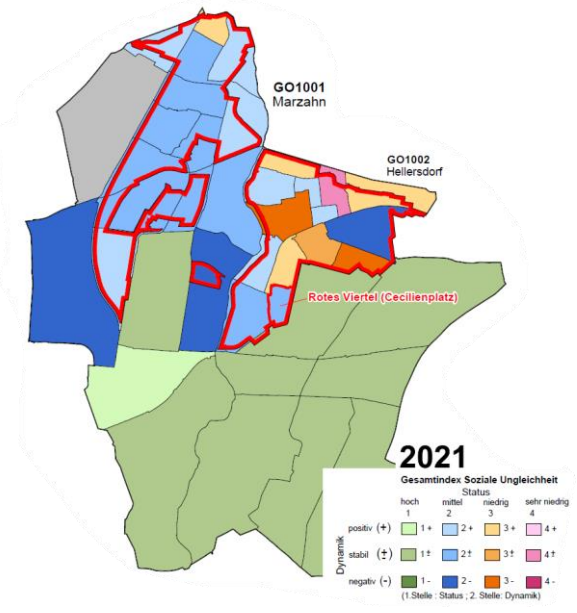 GO1001
Marzahn
GO1002
Hellersdorf
Rotes Viertel (Cecilienplatz)
2021
Gesamtindex Soziale Ungleichheit
Status
hoch mittel niedrig sehr niedrig
1 2 3 4
Dynamik
positiv (+) 1+ 2+ 3+ 4+
stabil (±) 1± 2± 3± 4±
negativ (-) 1- 2- 3- 4-
(1.Stelle : Status ; 2. Stelle: Dynamik)